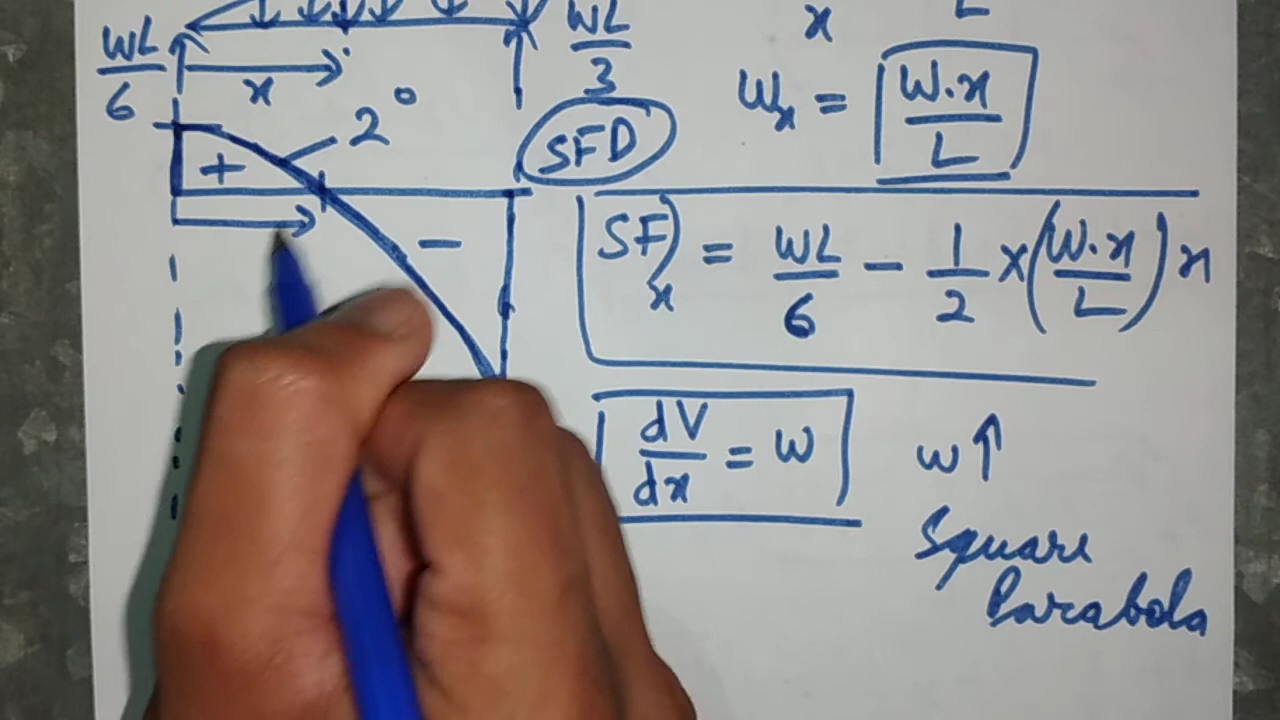 WL/6
x
2°
+
−
WL/3
SFD
x L
Wx = W·x/L
SF)x = WL/6 − 1/2 × (W·x/L) x
dV/dx = W
W↑
Square
Parabola